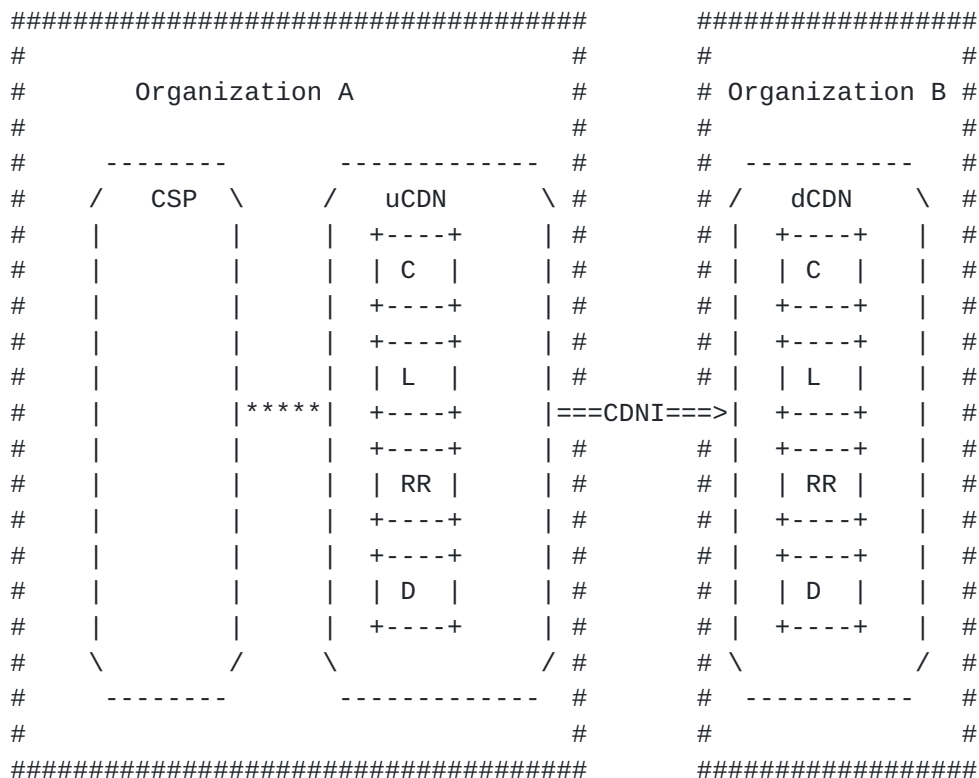 #####################################       ##################
#                                   #       #                #
#       Organization A              #       # Organization B #
#                                   #       #                #
#     --------       -------------  #       #  -----------   #
#    /   CSP  \     /   uCDN      \ #       # /   dCDN    \  #
#    |        |     |  +----+     | #       # |  +----+   |  #
#    |        |     |  | C  |     | #       # |  | C  |   |  #
#    |        |     |  +----+     | #       # |  +----+   |  #
#    |        |     |  +----+     | #       # |  +----+   |  #
#    |        |     |  | L  |     | #       # |  | L  |   |  #
#    |        |*****|  +----+     |===CDNI===>|  +----+   |  #
#    |        |     |  +----+     | #       # |  +----+   |  #
#    |        |     |  | RR |     | #       # |  | RR |   |  #
#    |        |     |  +----+     | #       # |  +----+   |  #
#    |        |     |  +----+     | #       # |  +----+   |  #
#    |        |     |  | D  |     | #       # |  | D  |   |  #
#    |        |     |  +----+     | #       # |  +----+   |  #
#    \        /     \             / #       # \           /  #
#     --------       -------------  #       #  -----------   #
#                                   #       #                #
#####################################       ##################